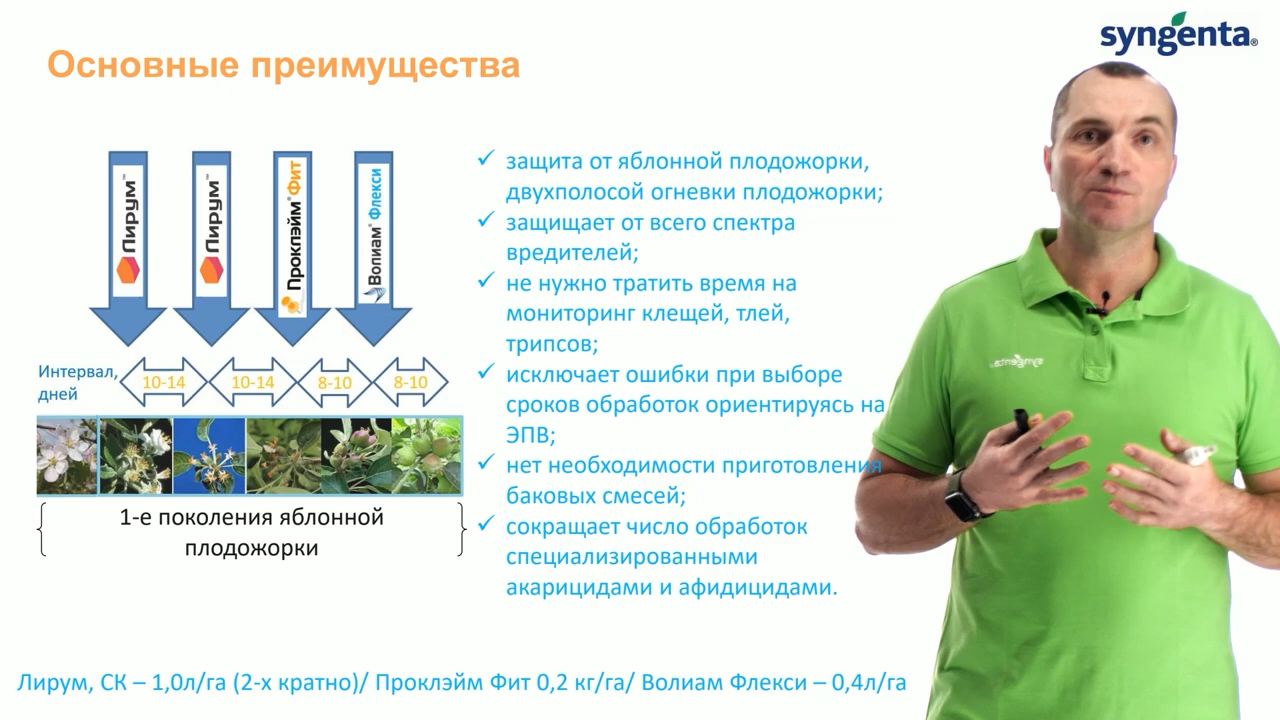 syngenta®
Основные преимущества
Лирум™
Лирум™
Проклэйм® Фит
Волиам® Флекси
Интервал,
дней
10-14
10-14
8-10
8-10
1-е поколения яблонной
плодожорки
✓ защита от яблонной плодожорки,
двухполосой огневки плодожорки;
✓ защищает от всего спектра
вредителей;
✓ не нужно тратить время на
мониторинг клещей, тлей,
трипсов;
✓ исключает ошибки при выборе
сроков обработок ориентируясь на
ЭПВ;
✓ нет необходимости приготовления
баковых смесей;
✓ сокращает число обработок
специализированными
акарицидами и афидицидами.
syngenta
Лирум, СК – 1,0л/га (2-х кратно)/ Проклэйм Фит 0,2 кг/га/ Волиам Флекси – 0,4л/га